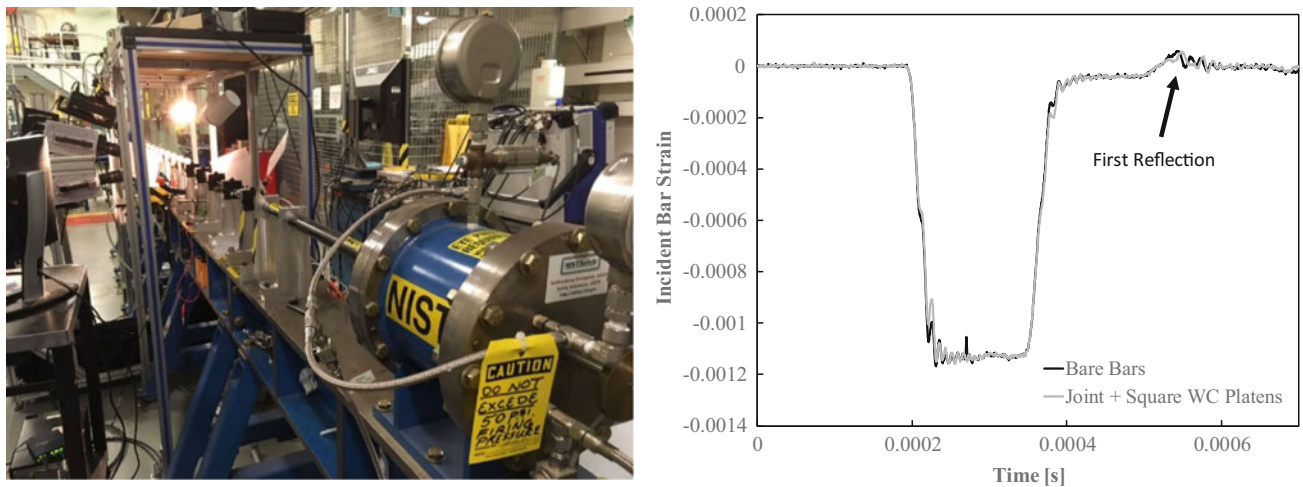 NIST
CAUTION
DO NOT
EXCEDE
50 PSI.
FIRING
PRESSURE
0.0002
0
-0.0002
-0.0004
-0.0006
-0.0008
-0.001
-0.0012
-0.0014
Incident Bar Strain
First Reflection
Bare Bars
Joint + Square WC Platens
0
0.0002
0.0004
0.0006
Time [s]